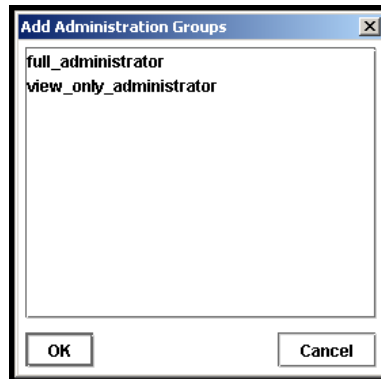 Add Administration Groups
full_administrator
view_only_administrator
OK
Cancel